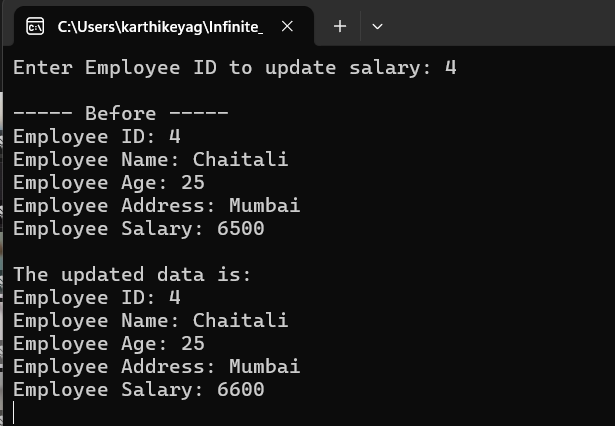 C:\Users\karthikeyag\Infinite_
Enter Employee ID to update salary: 4
----- Before -----
Employee ID: 4
Employee Name: Chaitali
Employee Age: 25
Employee Address: Mumbai
Employee Salary: 6500
The updated data is:
Employee ID: 4
Employee Name: Chaitali
Employee Age: 25
Employee Address: Mumbai
Employee Salary: 6600